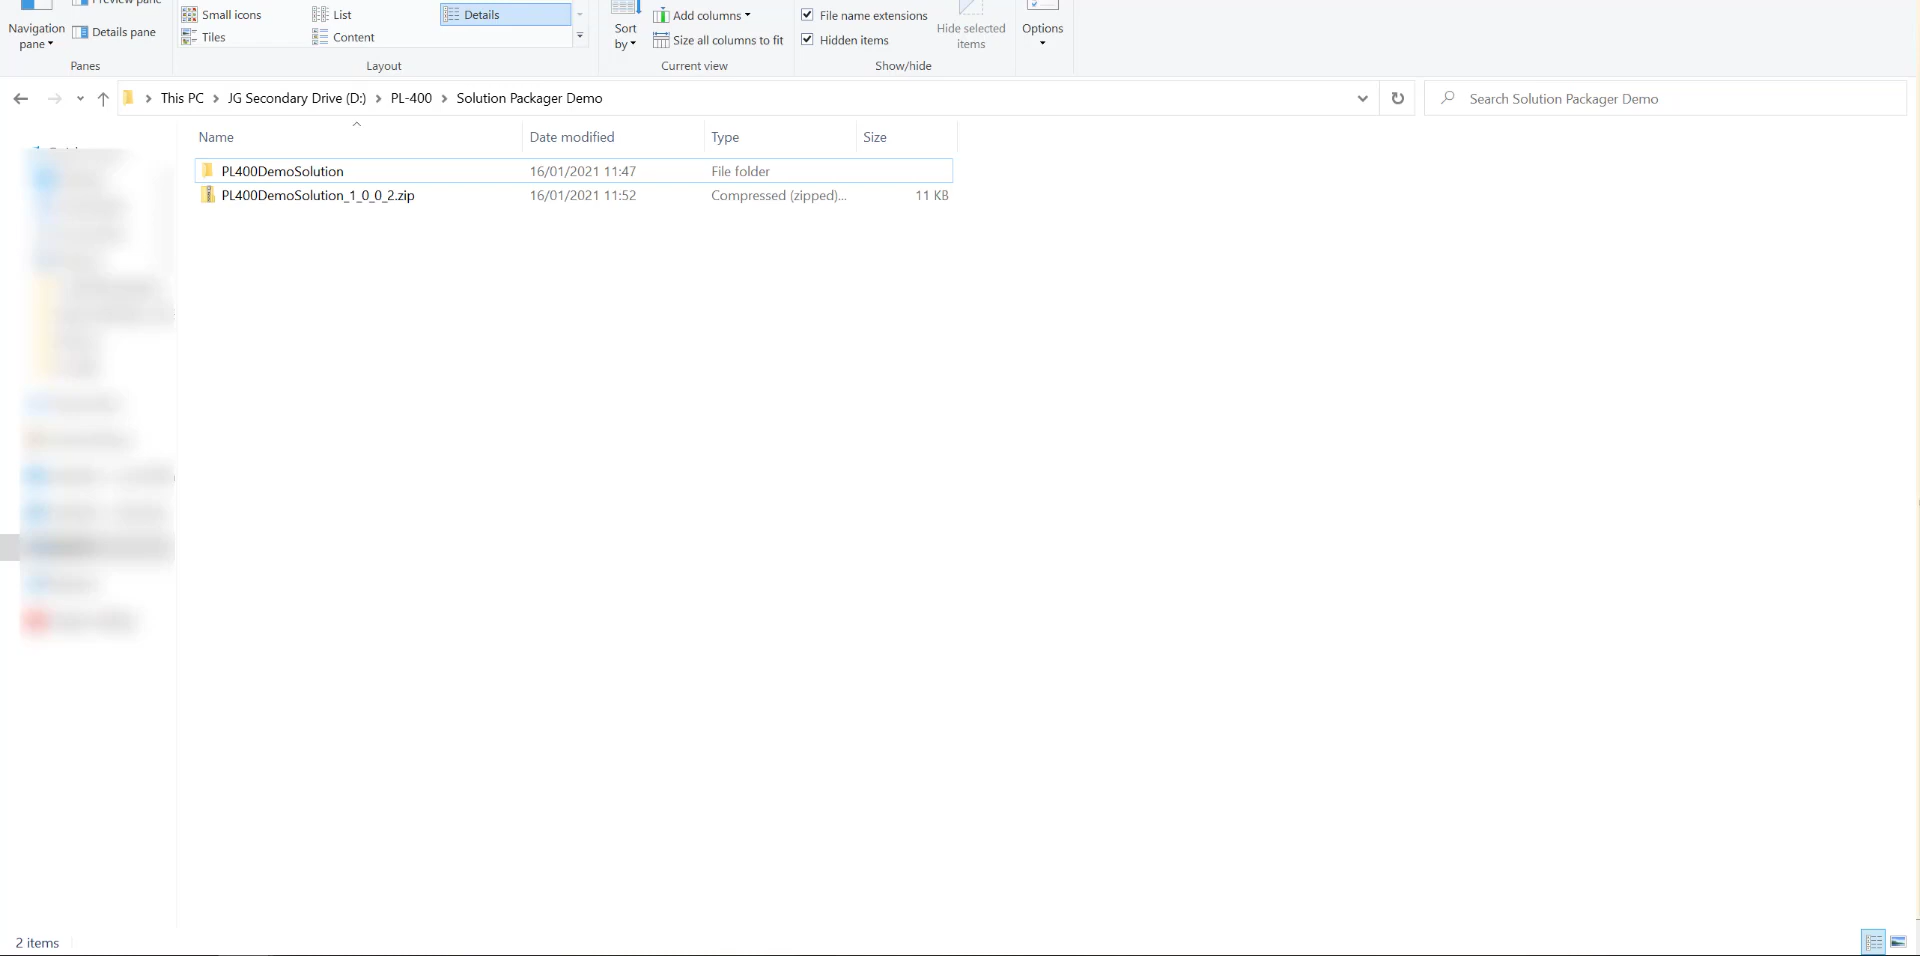 Navigation pane
Preview pane
Details pane
Panes
Small icons
List
Details
Tiles
Content
Layout
Sort by
Add columns
Size all columns to fit
Current view
File name extensions
Hidden items
Hide selected items
Show/hide
Options
This PC > JG Secondary Drive (D:) > PL-400 > Solution Packager Demo
Search Solution Packager Demo
Name Date modified Type Size
PL400DemoSolution 16/01/2021 11:47 File folder
PL400DemoSolution_1_0_0_2.zip 16/01/2021 11:52 Compressed (zipped)... 11 KB
2 items